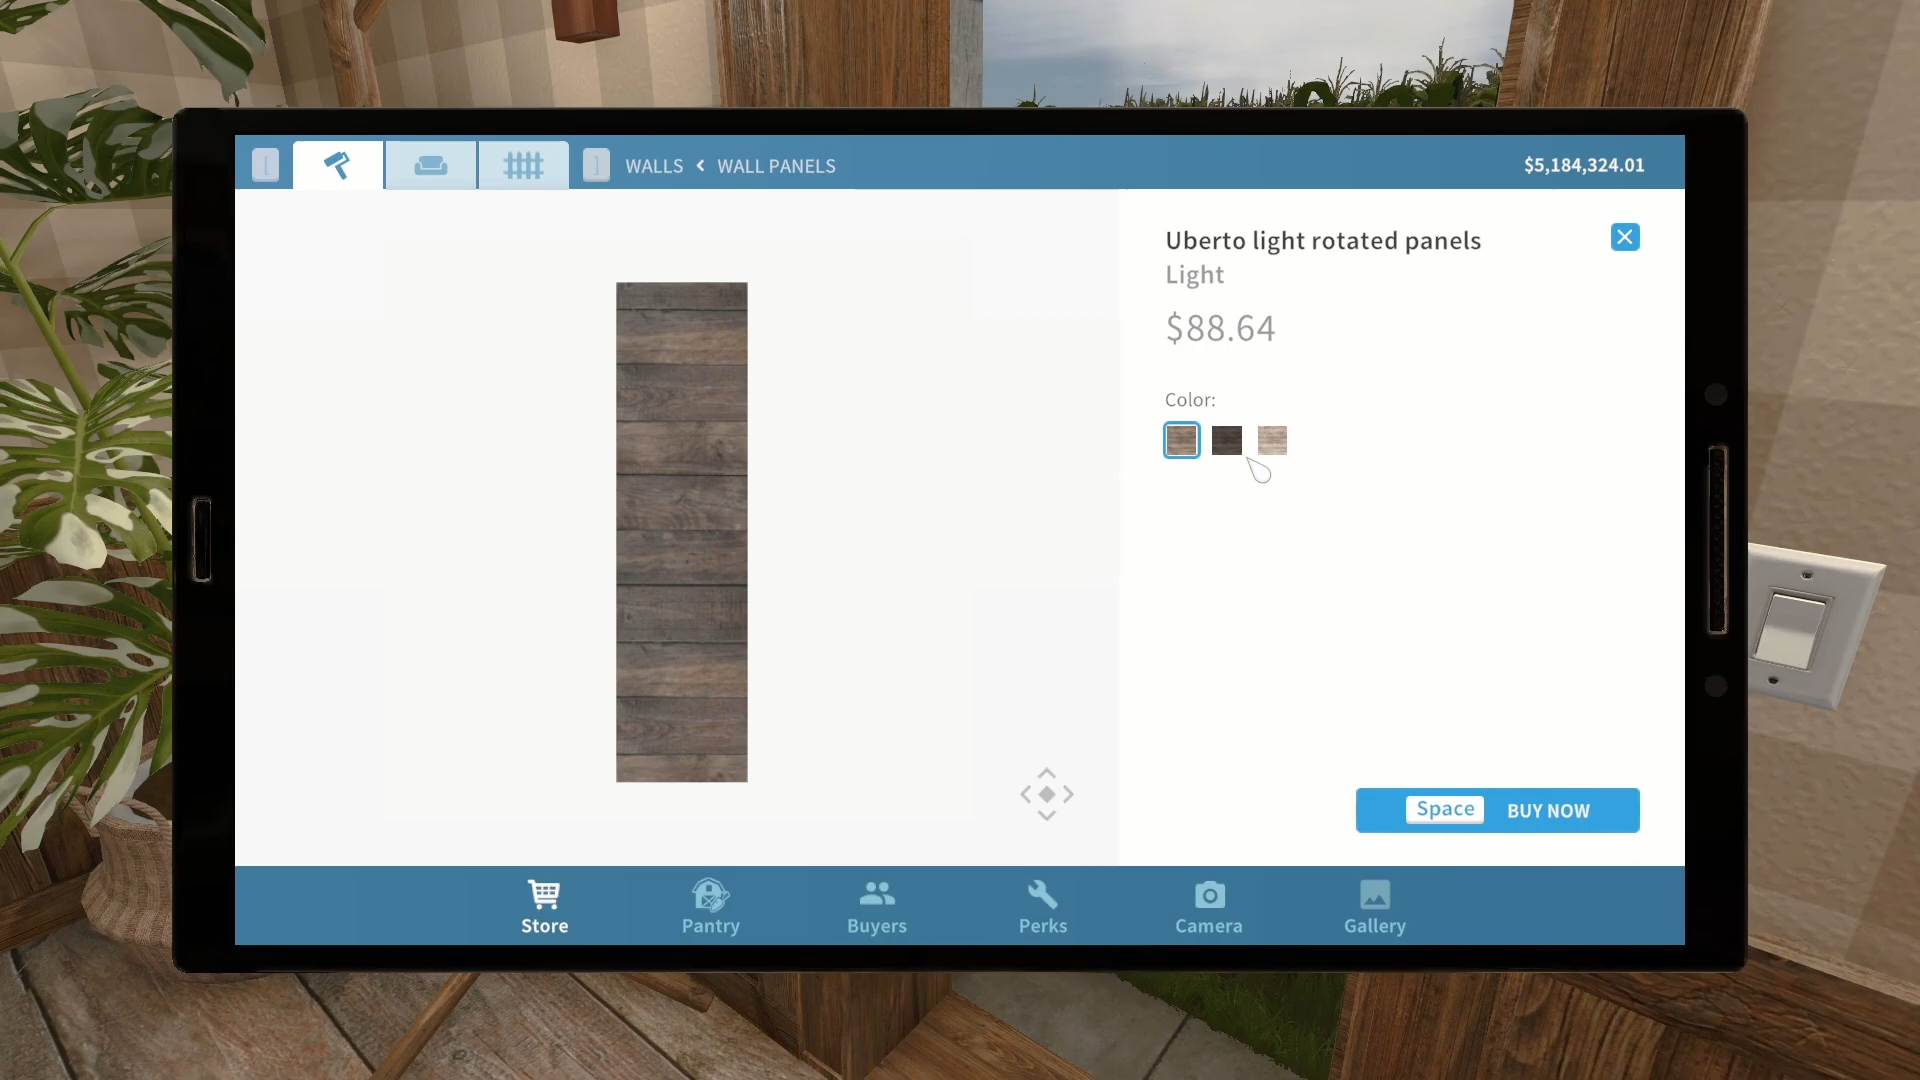 [
]
WALLS < WALL PANELS
$5,184,324.01
Uberto light rotated panels
Light
$88.64
Color:
Space BUY NOW
Store
Pantry
Buyers
Perks
Camera
Gallery